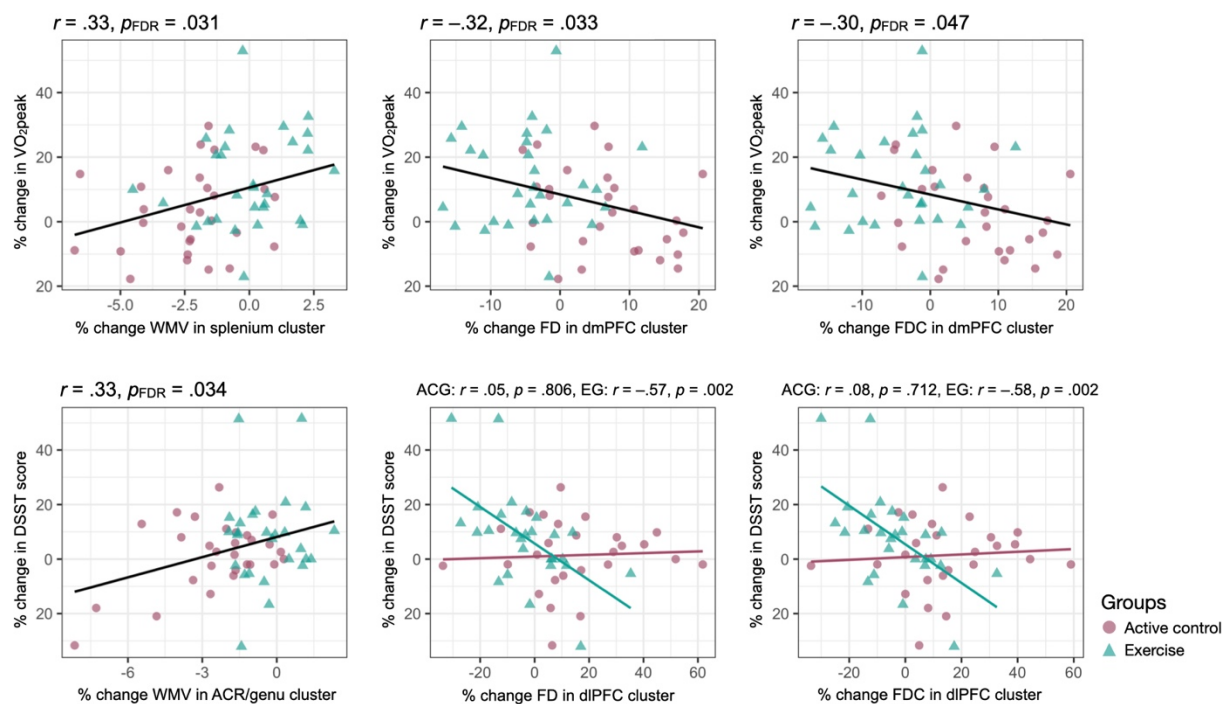 r = .33, pFDR = .031
% change in VO₂peak
40
20
0
20
-5.0 -2.5 0.0 2.5
% change WMV in splenium cluster
r = –.32, pFDR = .033
% change in VO₂peak
40
20
0
20
-10 0 10 20
% change FD in dmPFC cluster
r = –.30, pFDR = .047
% change in VO₂peak
40
20
0
20
-10 0 10 20
% change FDC in dmPFC cluster
r = .33, pFDR = .034
% change in DSST score
40
20
0
20
-6 -3 0
% change WMV in ACR/genu cluster
ACG: r = .05, p = .806, EG: r = –.57, p = .002
% change in DSST score
40
20
0
20
-20 0 20 40 60
% change FD in dlPFC cluster
ACG: r = .08, p = .712, EG: r = –.58, p = .002
% change in DSST score
40
20
0
20
-20 0 20 40 60
% change FDC in dlPFC cluster
Groups
Active control
Exercise